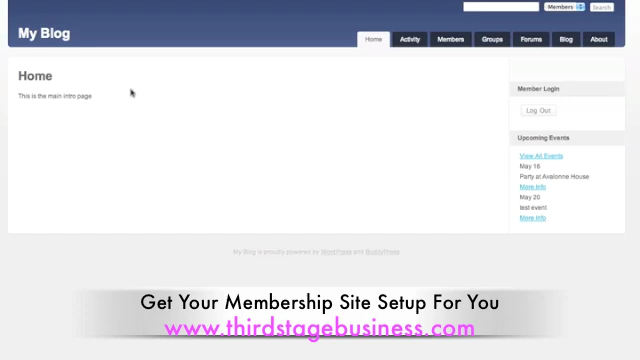 Members
Search
My Blog
Home Activity Members Groups Forums Blog About
Home
This is the main intro page
Member Login
Log Out
Upcoming Events
View All Events
May 16
Party at Avalonne House
More Info
May 20
test event
More Info
My Blog is proudly powered by WordPress and BuddyPress
Get Your Membership Site Setup For You
www.thirdstagebusiness.com